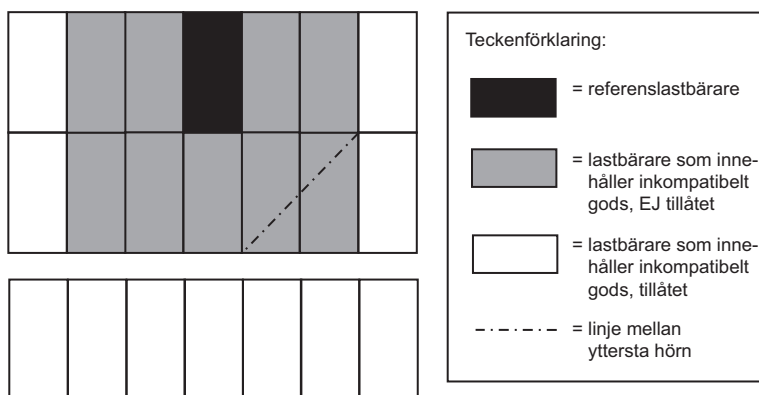 Teckenförklaring:
= referenslastbärare
= lastbärare som inne-
håller inkompatibelt
gods, EJ tillåtet
= lastbärare som inne-
håller inkompatibelt
gods, tillåtet
= linje mellan
yttersta hörn